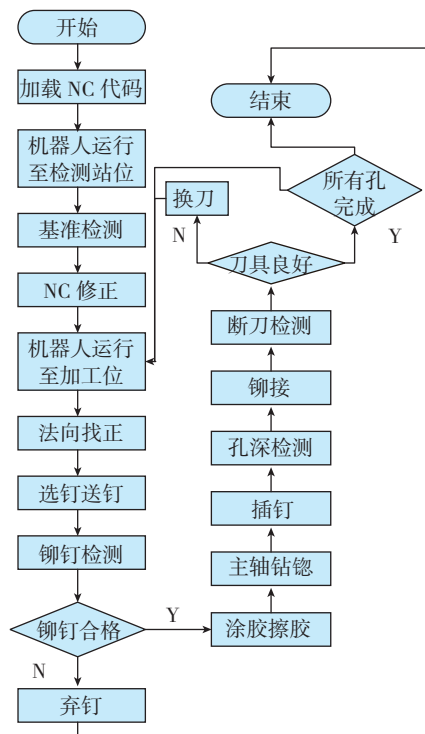 开始
加载 NC 代码
机器人运行
至检测站位
基准检测
NC 修正
机器人运行
至加工位
法向找正
选钉送钉
铆钉检测
铆钉合格
Y
N
弃钉
涂胶擦胶
主轴钻锪
插钉
孔深检测
铆接
断刀检测
刀具良好
N
Y
换刀
所有孔
完成
结束